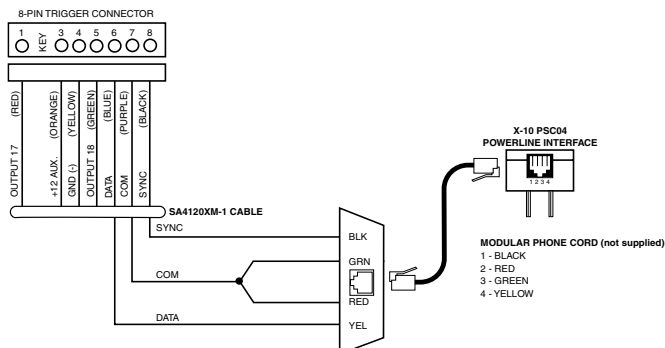 8-PIN TRIGGER CONNECTOR
1 KEY 3 4 5 6 7 8
OUTPUT 17 (RED)
+12 AUX. (ORANGE)
GND (-) (YELLOW)
OUTPUT 18 (GREEN)
DATA (BLUE)
COM (PURPLE)
SYNC (BLACK)
SA4120XM-1 CABLE
SYNC
COM
DATA
BLK
GRN
RED
YEL
X-10 PSC04
POWERLINE INTERFACE
1 2 3 4
MODULAR PHONE CORD (not supplied)
1 - BLACK
2 - RED
3 - GREEN
4 - YELLOW